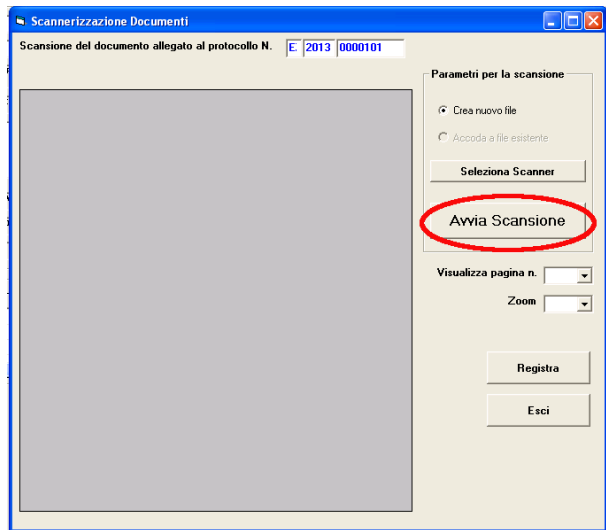 Scannerizzazione Documenti
Scansione del documento allegato al protocollo N. E 2013 0000101
Parametri per la scansione
Crea nuovo file
Accoda a file esistente
Seleziona Scanner
Avvia Scansione
Visualizza pagina n.
Zoom
Registra
Esci